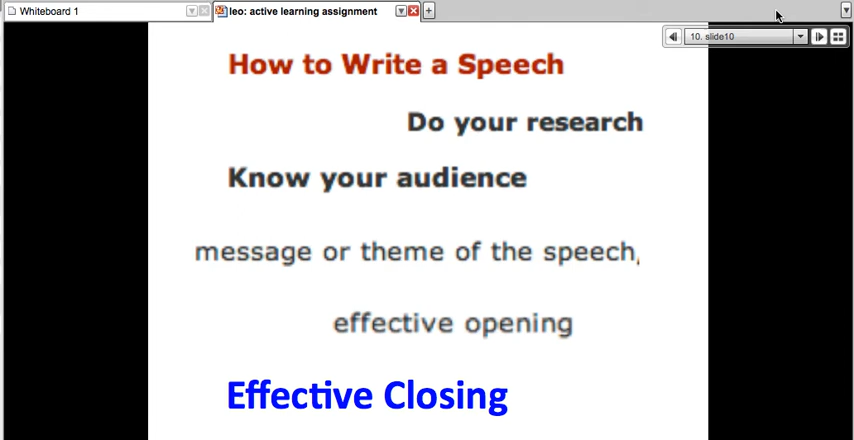 Whiteboard 1
leo: active learning assignment
10. slide10
How to Write a Speech
Do your research
Know your audience
message or theme of the speech,
effective opening
Effective Closing